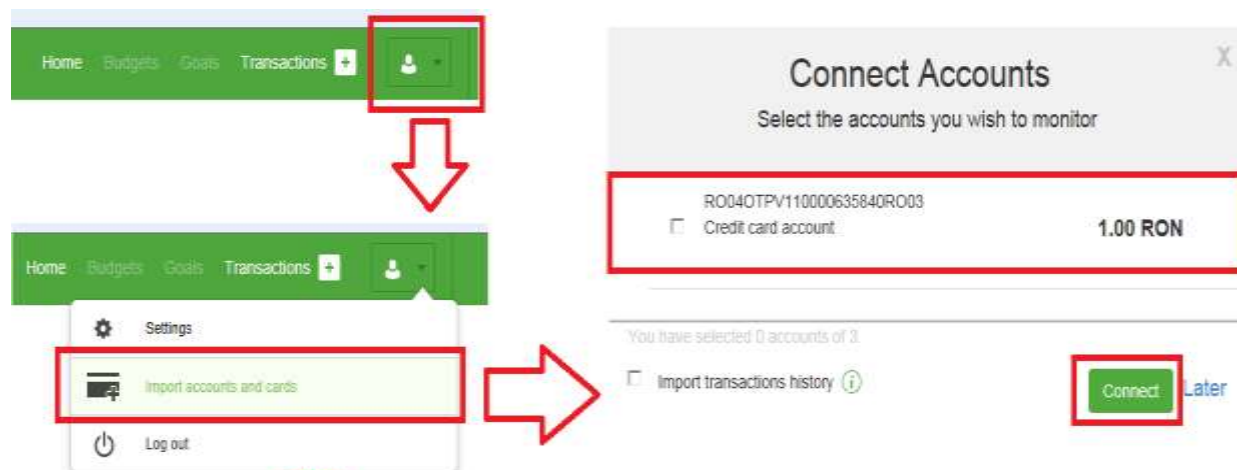 Home Budgets Goals Transactions +
Home Budgets Goals Transactions +
Settings
Import accounts and cards
Log out
X
Connect Accounts
Select the accounts you wish to monitor
RO04OTPV110000635840RO03
Credit card account
1.00 RON
You have selected 0 accounts of 3
Import transactions history i
Connect Later